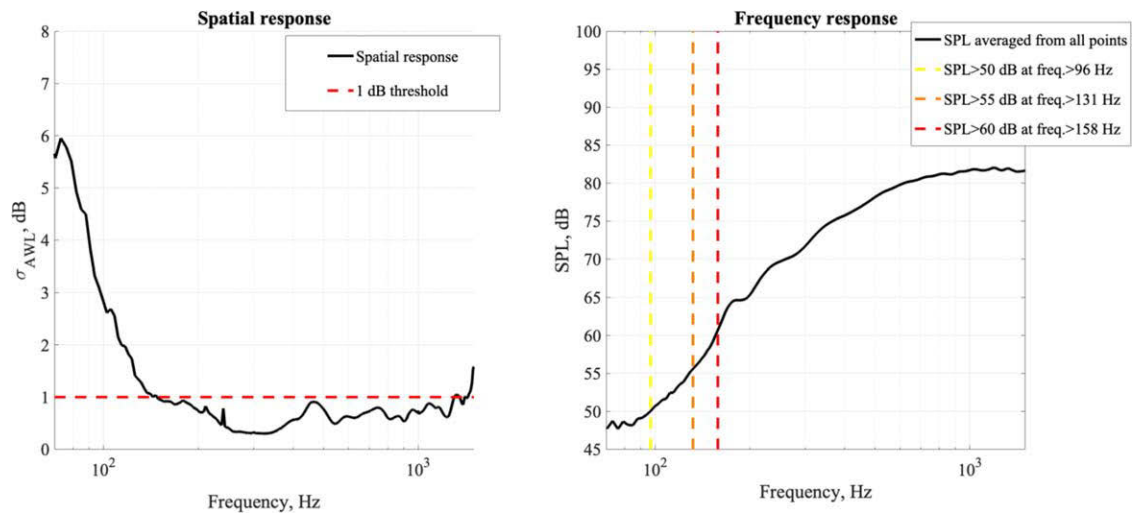 Spatial response
8
7
6
5
4
3
2
1
0
σAWL, dB
Spatial response
1 dB threshold
10²
10³
Frequency, Hz
Frequency response
100
95
90
85
80
75
70
65
60
55
50
45
SPL, dB
SPL averaged from all points
SPL>50 dB at freq.>96 Hz
SPL>55 dB at freq.>131 Hz
SPL>60 dB at freq.>158 Hz
10²
10³
Frequency, Hz